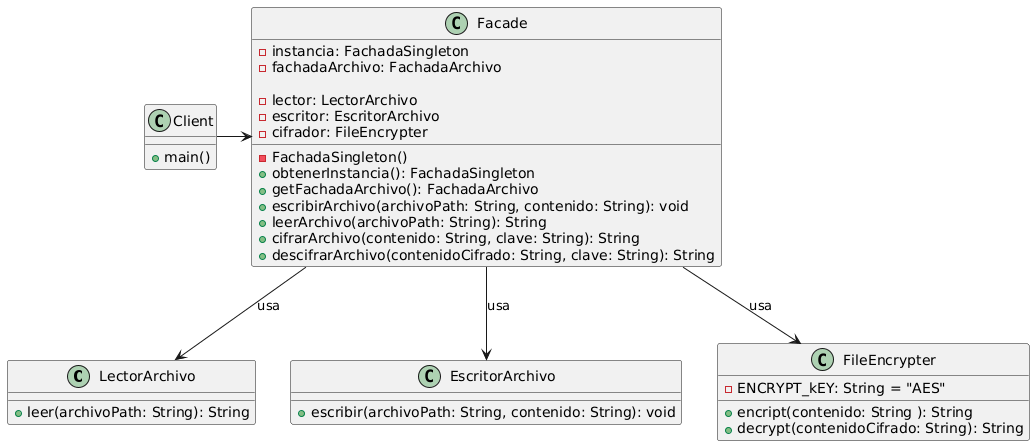 C Facade
instancia: FachadaSingleton
fachadaArchivo: FachadaArchivo
lector: LectorArchivo
escritor: EscritorArchivo
cifrador: FileEncrypter
FachadaSingleton()
obtenerInstancia(): FachadaSingleton
getFachadaArchivo(): FachadaArchivo
escribirArchivo(archivoPath: String, contenido: String): void
leerArchivo(archivoPath: String): String
cifrarArchivo(contenido: String, clave: String): String
descifrarArchivo(contenidoCifrado: String, clave: String): String
C Client
main()
usa
usa
usa
C LectorArchivo
leer(archivoPath: String): String
C EscritorArchivo
escribir(archivoPath: String, contenido: String): void
C FileEncrypter
ENCRYPT_kEY: String = "AES"
encript(contenido: String ): String
decrypt(contenidoCifrado: String): String